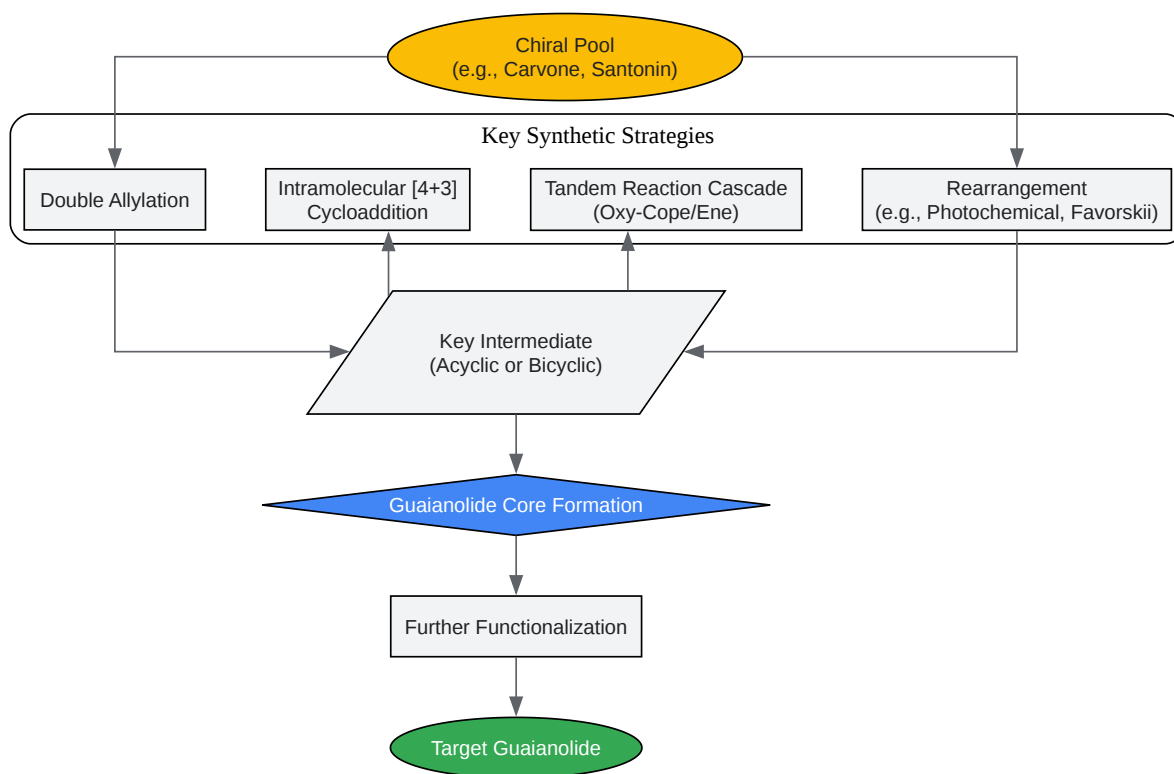 Chiral Pool
(e.g., Carvone, Santonin)
Key Synthetic Strategies
Double Allylation
Intramolecular [4+3]
Cycloaddition
Tandem Reaction Cascade
(Oxy-Cope/Ene)
Rearrangement
(e.g., Photochemical, Favorskii)
Key Intermediate
(Acyclic or Bicyclic)
Guaianolide Core Formation
Further Functionalization
Target Guaianolide